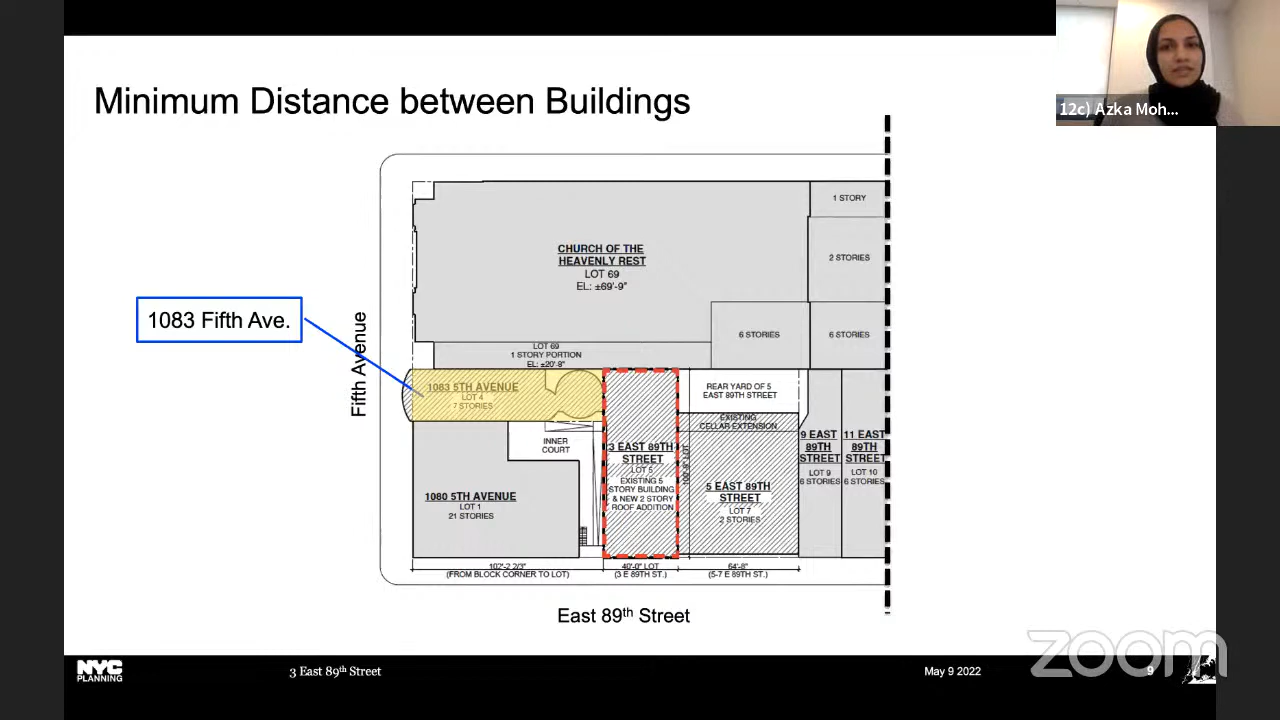 12c) Azka Moh...
Minimum Distance between Buildings
1 STORY
CHURCH OF THE
HEAVENLY REST
LOT 69
EL: ±69'-9"
2 STORIES
1083 Fifth Ave.
Fifth Avenue
6 STORIES
6 STORIES
LOT 69
1 STORY PORTION
EL: ±20'-8"
1083 5TH AVENUE
LOT 4
7 STORIES
REAR YARD OF 5
EAST 89TH STREET
EXISTING
CELLAR EXTENSION
INNER
COURT
3 EAST 89TH
STREET
LOT 5
EXISTING 5
STORY BUILDING
& NEW 2 STORY
ROOF ADDITION
100'-8" LOT
9 EAST
89TH
STREET
LOT 9
6 STORIES
11 EAST
89TH
STREET
LOT 10
6 STORIES
1080 5TH AVENUE
LOT 1
21 STORIES
5 EAST 89TH
STREET
LOT 7
2 STORIES
102'-2 2/3"
(FROM BLOCK CORNER TO LOT)
40'-0" LOT
(3 E 89TH ST.)
64'-8"
(5-7 E 89TH ST.)
East 89th Street
zoom
NYC
PLANNING
3 East 89th Street
May 9 2022
9